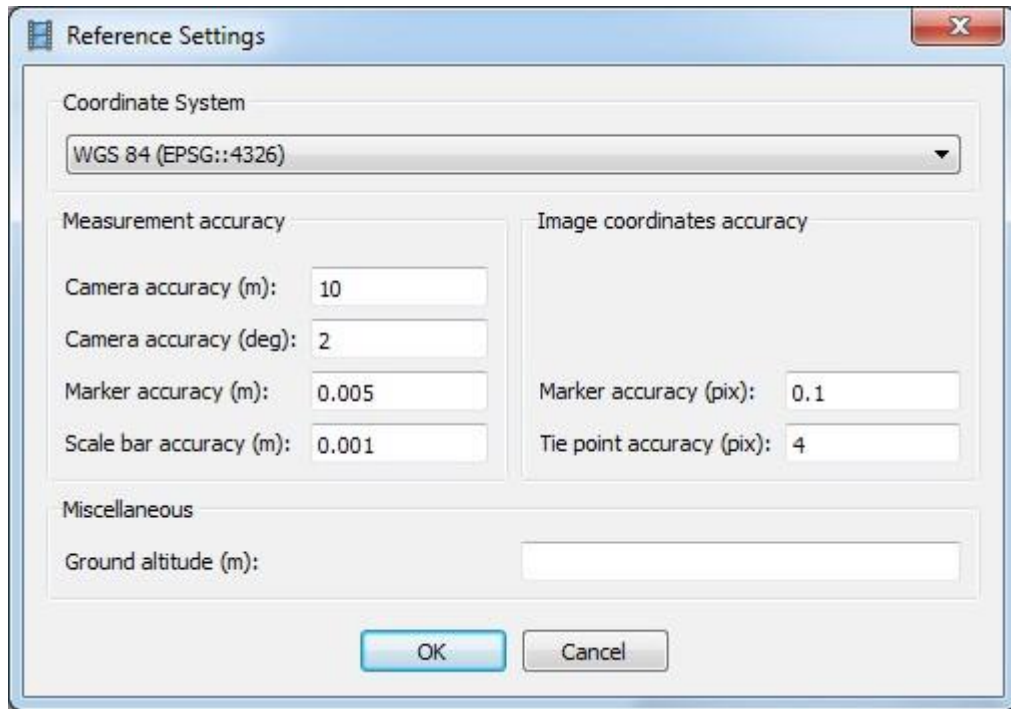 Reference Settings
Coordinate System
WGS 84 (EPSG::4326)
Measurement accuracy
Camera accuracy (m): 10
Camera accuracy (deg): 2
Marker accuracy (m): 0.005
Scale bar accuracy (m): 0.001
Image coordinates accuracy
Marker accuracy (pix): 0.1
Tie point accuracy (pix): 4
Miscellaneous
Ground altitude (m):
OK Cancel